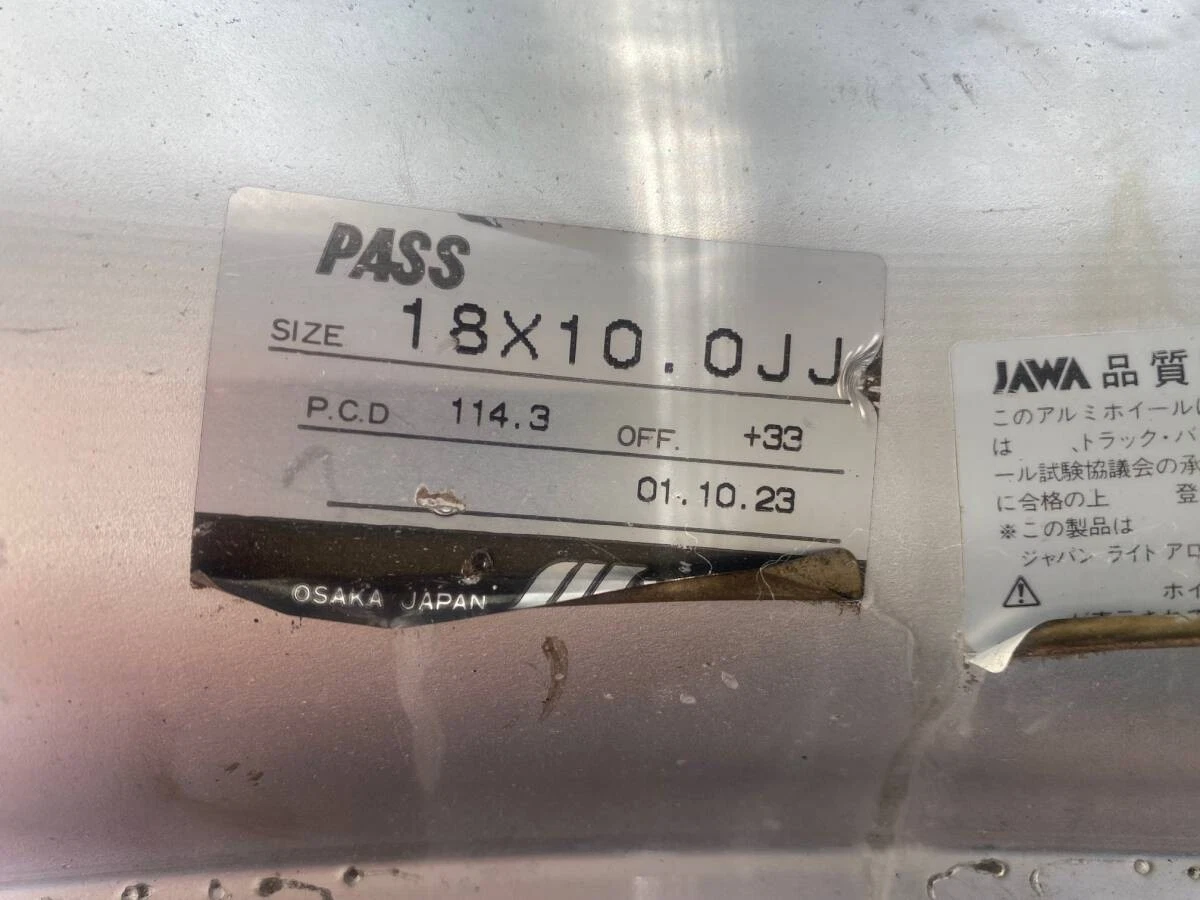 PASS
SIZE 18X10.0JJ
P.C.D 114.3 OFF. +33
01.10.23
OSAKA JAPAN
JAWA 品質
このアルミホイールに
は 、トラック・バ
ール試験協議会の承
に合格の上 登
※この製品は
ジャパン ライト アロ
ホイ